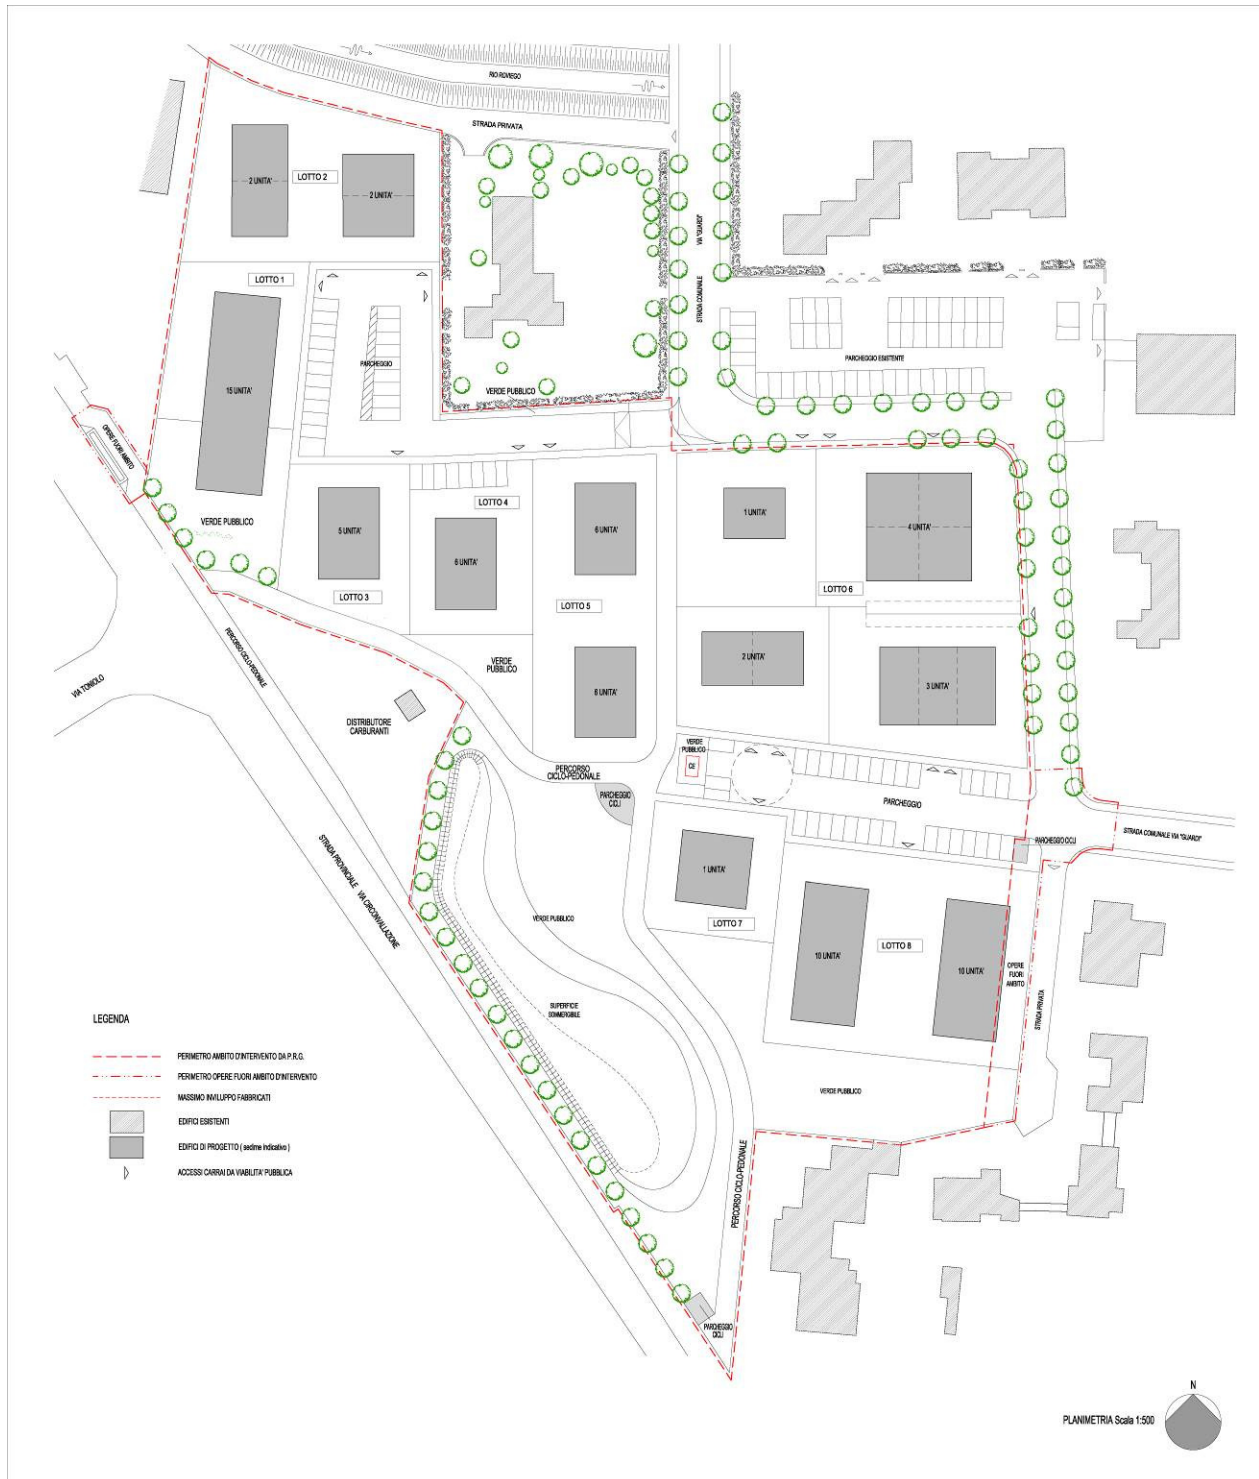 RIO ROVIEGO
STRADA PRIVATA
2 UNITA'
LOTTO 2
2 UNITA'
VIA "GUARDI"
STRADA COMUNALE
LOTTO 1
15 UNITA'
PARCHEGGIO
VERDE PUBBLICO
PARCHEGGIO ESISTENTE
OPERE FUORI AMBITO
VERDE PUBBLICO
5 UNITA'
LOTTO 3
LOTTO 4
6 UNITA'
6 UNITA'
LOTTO 5
1 UNITA'
4 UNITA'
LOTTO 6
2 UNITA'
3 UNITA'
VERDE
PUBBLICO
6 UNITA'
PERCORSO CICLO-PEDONALE
VIA TONIOLO
DISTRIBUTORE
CARBURANTI
PERCORSO
CICLO-PEDONALE
PARCHEGGIO
CICLI
VERDE
PUBBLICO
CE
PARCHEGGIO
PARCHEGGIO CICLI
STRADA COMUNALE VIA "GUARDI"
STRADA PROVINCIALE VIA CIRCONVALLAZIONE
1 UNITA'
LOTTO 7
VERDE PUBBLICO
10 UNITA'
LOTTO 8
10 UNITA'
OPERE
FUORI
AMBITO
STRADA PRIVATA
SUPERFICIE
SOMMERGIBILE
VERDE PUBBLICO
PERCORSO CICLO-PEDONALE
PARCHEGGIO
CICLI
LEGENDA
PERIMETRO AMBITO D'INTERVENTO DA P.R.G.
PERIMETRO OPERE FUORI AMBITO D'INTERVENTO
MASSIMO INVILUPPO FABBRICATI
EDIFICI ESISTENTI
EDIFICI DI PROGETTO ( sedime indicativo )
ACCESSI CARRAI DA VIABILITA' PUBBLICA
N
PLANIMETRIA Scala 1:500